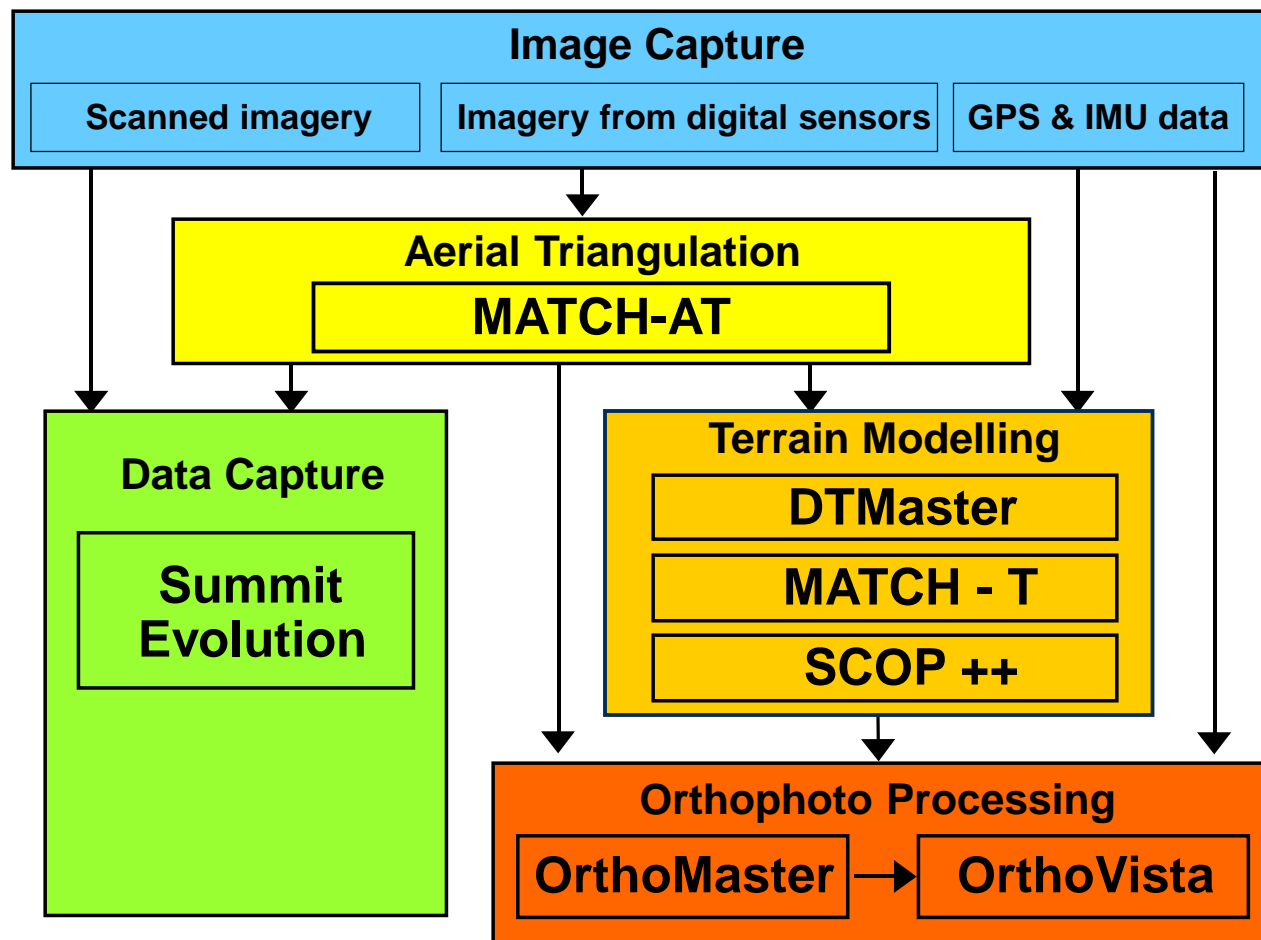 Image Capture
Scanned imagery
Imagery from digital sensors
GPS & IMU data
Aerial Triangulation
MATCH-AT
Data Capture
Summit
Evolution
Terrain Modelling
DTMaster
MATCH - T
SCOP ++
Orthophoto Processing
OrthoMaster
OrthoVista